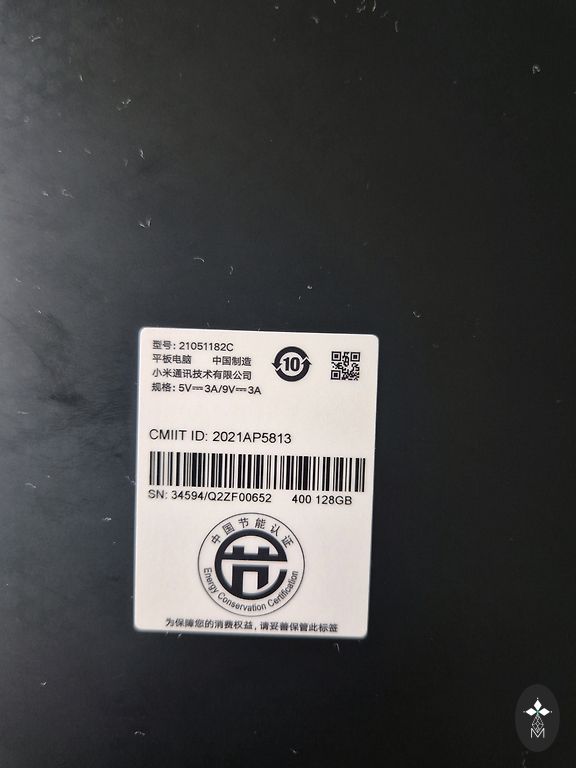 型号: 21051182C
平板电脑 中国制造
小米通讯技术有限公司
规格: 5V⎓3A/9V⎓3A
10
CMIIT ID: 2021AP5813
SN: 34594/Q2ZF00652 400 128GB
中国节能认证
Energy Conservation Certification
为保障您的消费权益, 请妥善保管此标签
M